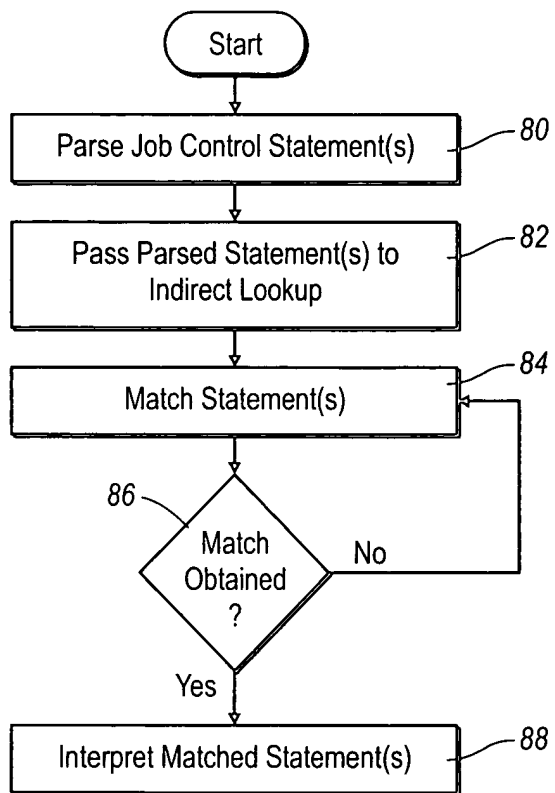 Start
Parse Job Control Statement(s)
80
Pass Parsed Statement(s) to
Indirect Lookup
82
Match Statement(s)
84
86
Match
Obtained
?
No
Yes
Interpret Matched Statement(s)
88